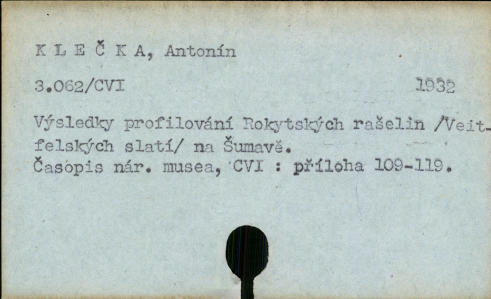 K L E Č K A, Antonín
3.062/CVI 1932
Výsledky profilování Rokytských rašelin /Veit-
felských slatí/ na Šumavě.
Časopis nár. musea, CVI : příloha 109-119.